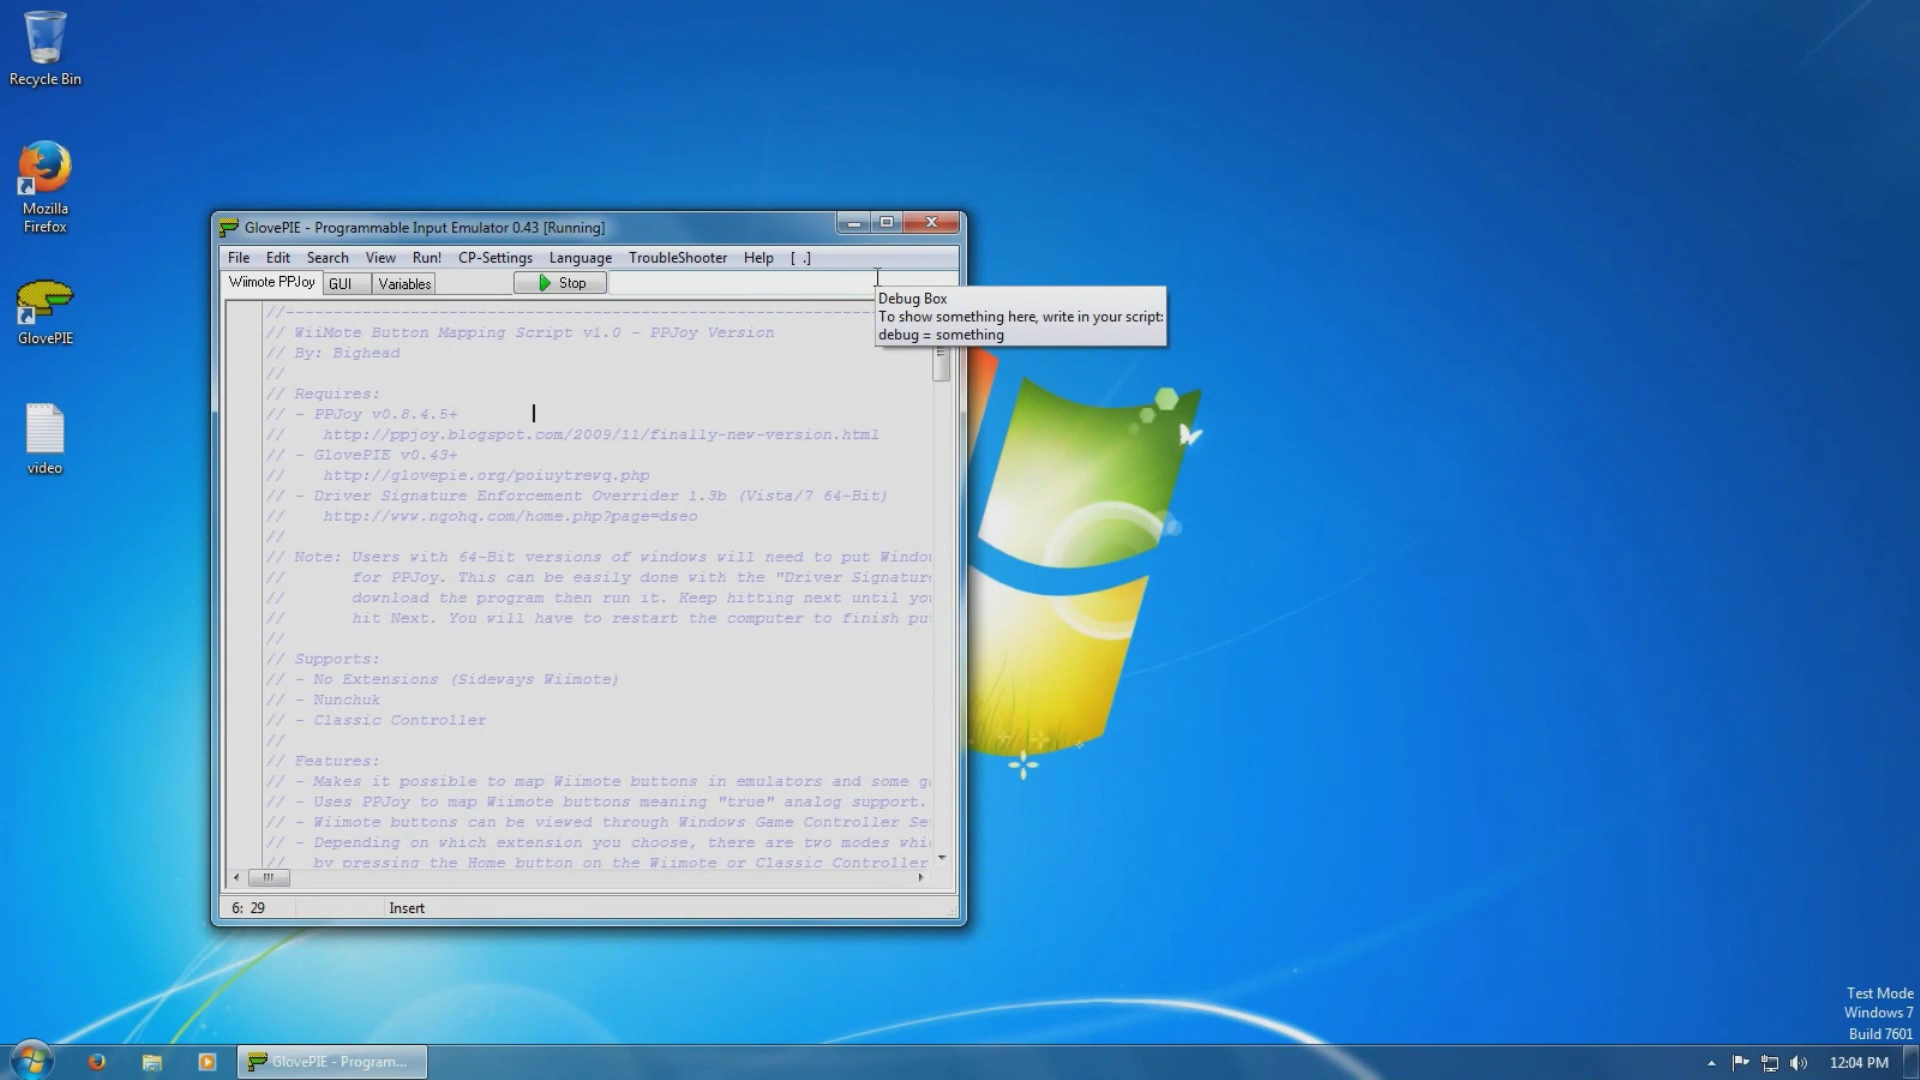 Recycle Bin
Mozilla
Firefox
GlovePIE
video
GlovePIE - Programmable Input Emulator 0.43 [Running]
File Edit Search View Run! CP-Settings Language TroubleShooter Help [ .]
Wiimote PPJoy GUI Variables Stop
Debug Box
To show something here, write in your script:
debug = something
//--------------------------------------------------------------
// WiiMote Button Mapping Script v1.0 - PPJoy Version
// By: Bighead
//
// Requires:
// - PPJoy v0.8.4.5+
// http://ppjoy.blogspot.com/2009/11/finally-new-version.html
// - GlovePIE v0.43+
// http://glovepie.org/poiuytrewq.php
// - Driver Signature Enforcement Overrider 1.3b (Vista/7 64-Bit)
// http://www.ngohq.com/home.php?page=dseo
//
// Note: Users with 64-Bit versions of windows will need to put Window
// for PPJoy. This can be easily done with the "Driver Signature
// download the program then run it. Keep hitting next until you
// hit Next. You will have to restart the computer to finish pu
//
// Supports:
// - No Extensions (Sideways Wiimote)
// - Nunchuk
// - Classic Controller
//
// Features:
// - Makes it possible to map Wiimote buttons in emulators and some g
// - Uses PPJoy to map Wiimote buttons meaning "true" analog support.
// - Wiimote buttons can be viewed through Windows Game Controller Se
// - Depending on which extension you choose, there are two modes whi
// by pressing the Home button on the Wiimote or Classic Controller
6: 29 Insert
Test Mode
Windows 7
Build 7601
GlovePIE - Program...
12:04 PM